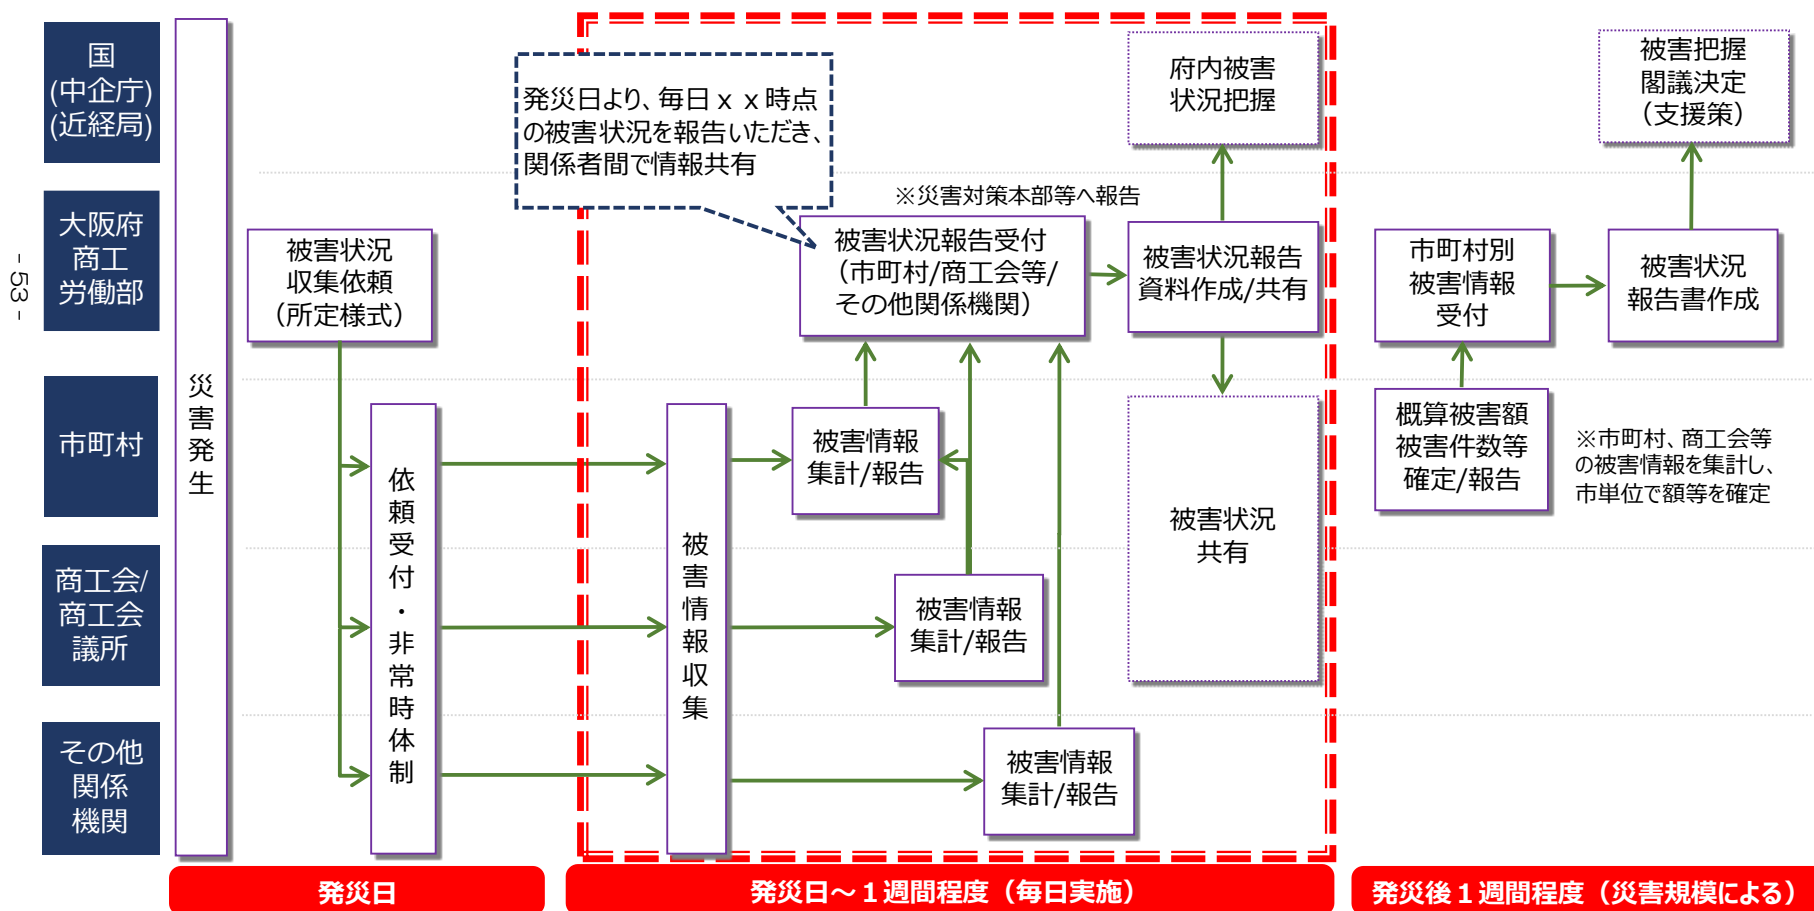 国
(中企庁)
(近経局)
大阪府
商工
労働部
市町村
商工会/
商工会
議所
その他
関係
機関
- 53 -
災害発生
被害状況
収集依頼
（所定様式）
依頼受付・非常時体制
発災日より、毎日ｘｘ時点
の被害状況を報告いただき、
関係者間で情報共有
※災害対策本部等へ報告
被害状況報告受付
（市町村/商工会等/
その他関係機関）
被害情報収集
被害情報
集計/報告
被害情報
集計/報告
被害情報
集計/報告
府内被害
状況把握
被害状況報告
資料作成/共有
被害状況
共有
被害把握
閣議決定
（支援策）
市町村別
被害情報
受付
被害状況
報告書作成
概算被害額
被害件数等
確定/報告
※市町村、商工会等
の被害情報を集計し、
市単位で額等を確定
発災日
発災日～１週間程度（毎日実施）
発災後１週間程度（災害規模による）